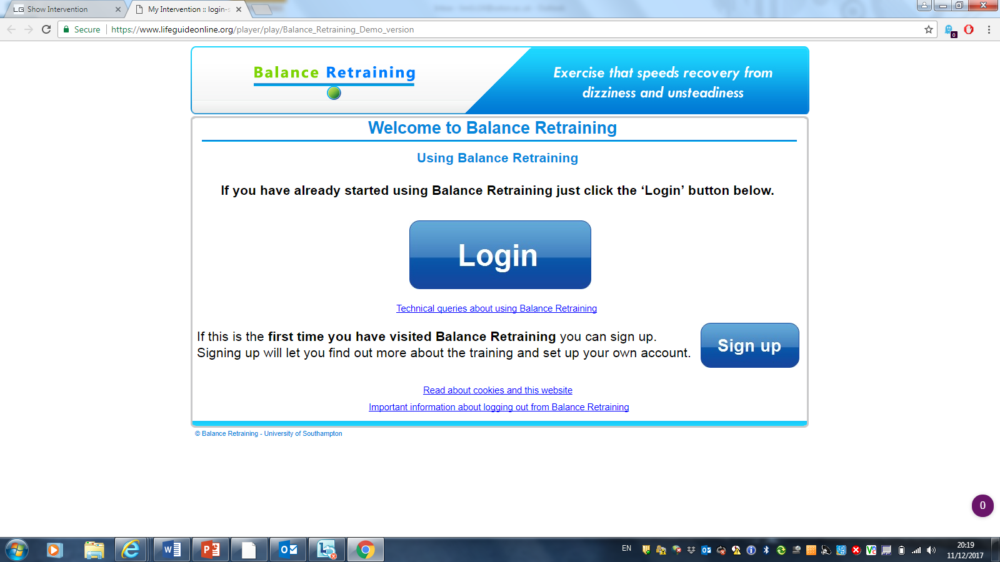 Show Intervention
My Intervention :: login-s
Secure
https://www.lifeguideonline.org/player/play/Balance_Retraining_Demo_version
0
Balance Retraining
Exercise that speeds recovery from
dizziness and unsteadiness
Welcome to Balance Retraining
Using Balance Retraining
If you have already started using Balance Retraining just click the ‘Login’ button below.
Login
Technical queries about using Balance Retraining
If this is the first time you have visited Balance Retraining you can sign up.
Signing up will let you find out more about the training and set up your own account.
Sign up
Read about cookies and this website
Important information about logging out from Balance Retraining
© Balance Retraining - University of Southampton
0
EN
20:19
11/12/2017